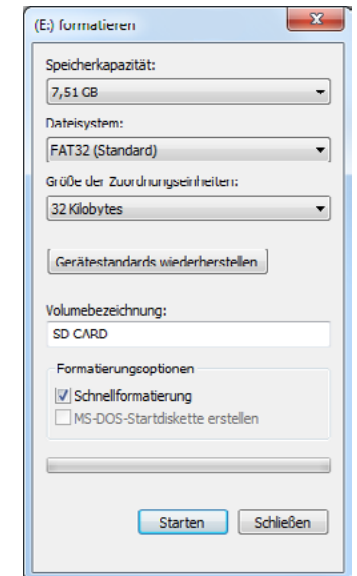 (E:) formatieren
Speicherkapazität:
7,51 GB
Dateisystem:
FAT32 (Standard)
Größe der Zuordnungseinheiten:
32 Kilobytes
Gerätestandards wiederherstellen
Volumebezeichnung:
SD CARD
Formatierungsoptionen
Schnellformatierung
MS-DOS-Startdiskette erstellen
Starten Schließen